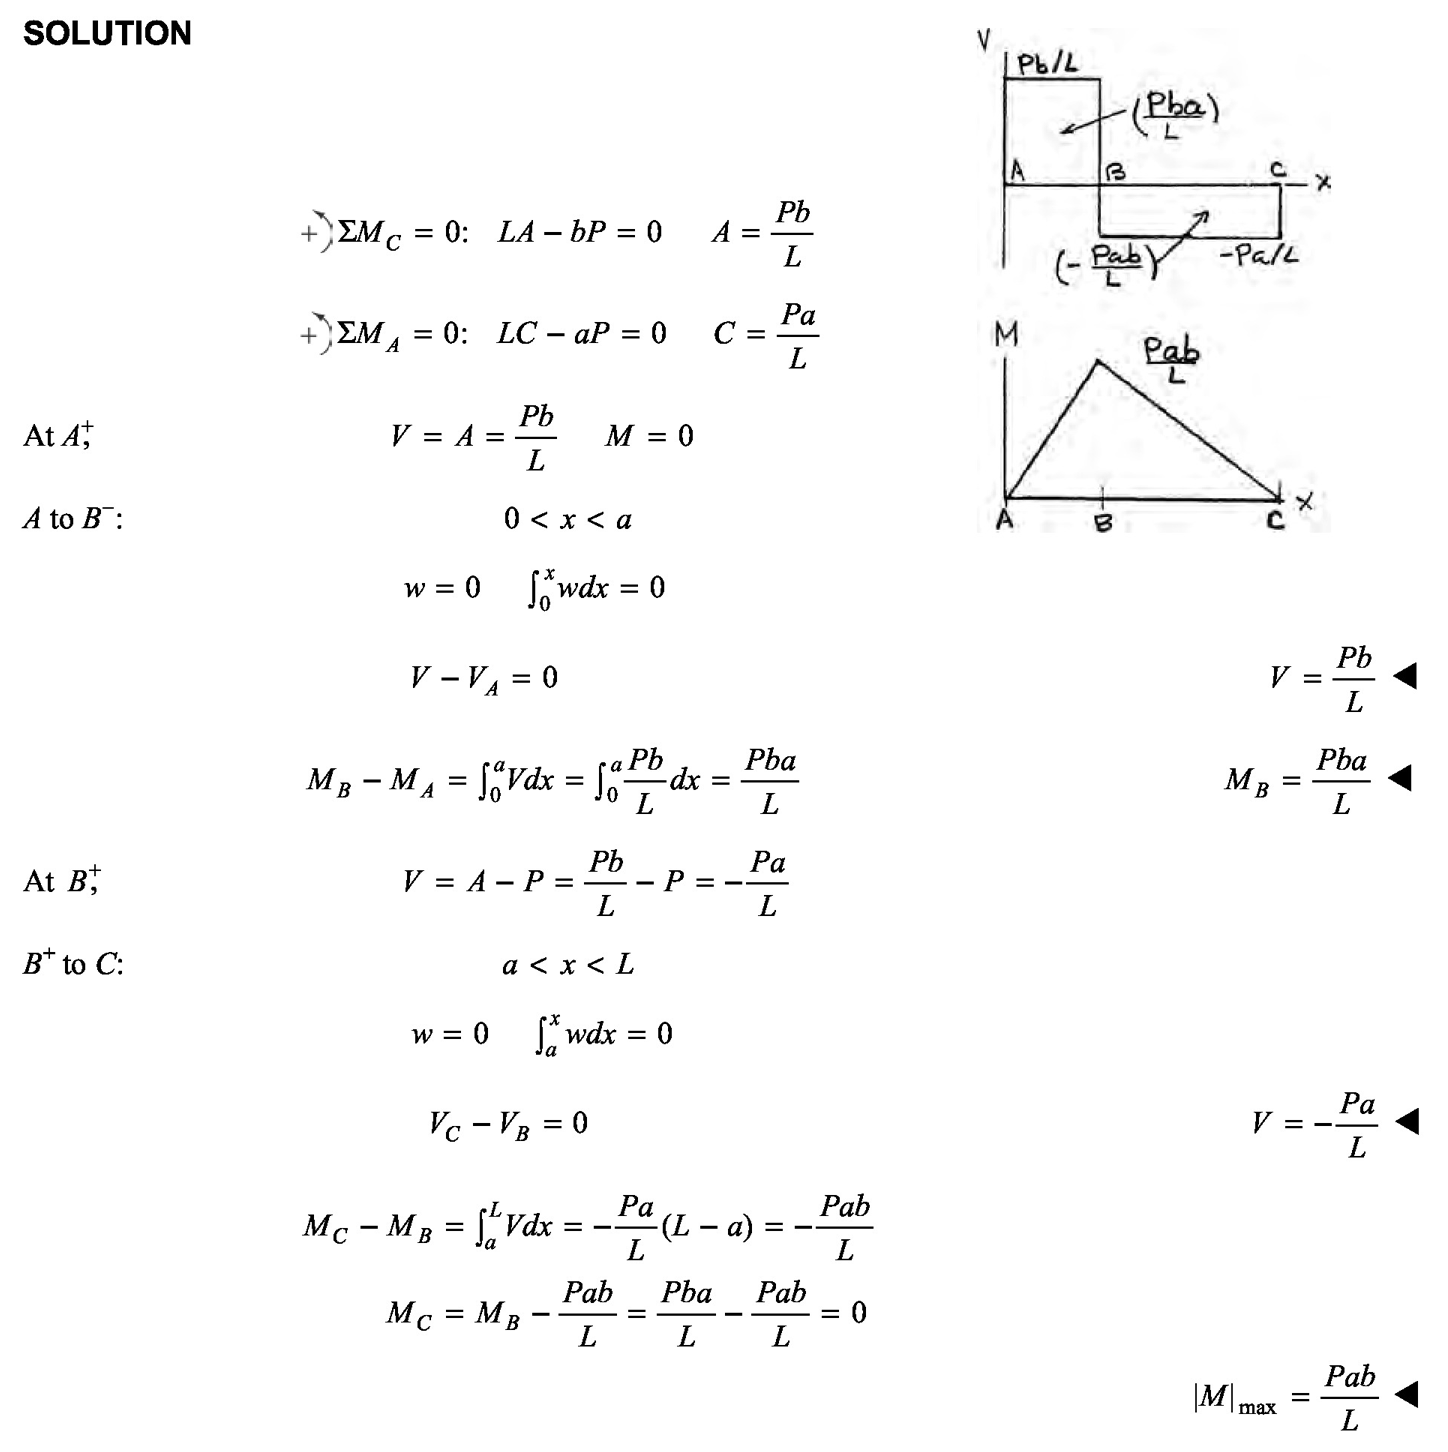 SOLUTION
V
Pb/L
(Pba/L)
A B C x
(-Pab/L) -Pa/L
+) ΣM_C = 0: LA − bP = 0 A = Pb/L
+) ΣM_A = 0: LC − aP = 0 C = Pa/L
M
Pab/L
A B C x
At A⁺, V = A = Pb/L M = 0
A to B⁻: 0 < x < a
w = 0 ∫₀ˣ wdx = 0
V − V_A = 0 V = Pb/L ◀
M_B − M_A = ∫₀ᵃ Vdx = ∫₀ᵃ Pb/L dx = Pba/L M_B = Pba/L ◀
At B⁺, V = A − P = Pb/L − P = −Pa/L
B⁺ to C: a < x < L
w = 0 ∫ₐˣ wdx = 0
V_C − V_B = 0 V = −Pa/L ◀
M_C − M_B = ∫ₐᴸ Vdx = −Pa/L (L − a) = −Pab/L
M_C = M_B − Pab/L = Pba/L − Pab/L = 0
|M|_max = Pab/L ◀